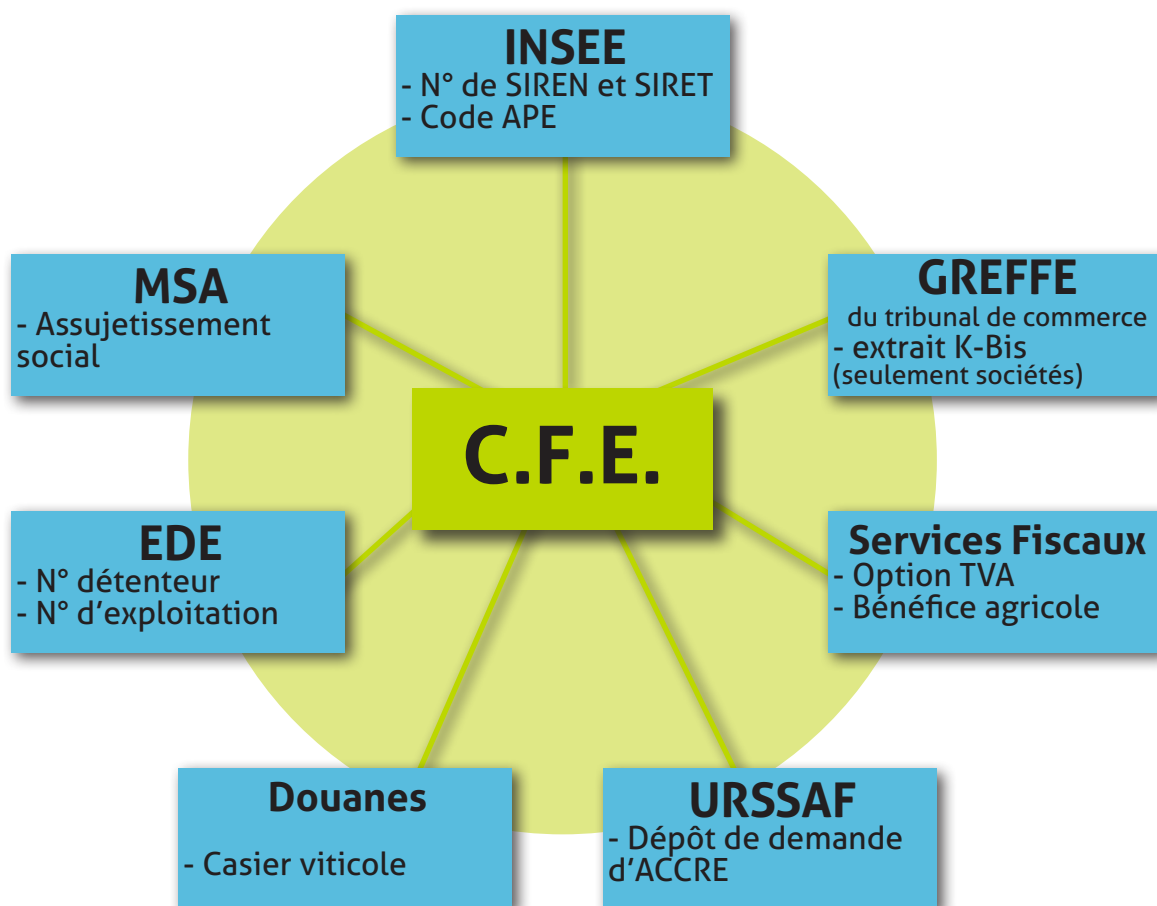 INSEE
- N° de SIREN et SIRET
- Code APE
MSA
- Assujetissement
social
GREFFE
du tribunal de commerce
- extrait K-Bis
(seulement sociétés)
C.F.E.
EDE
- N° détenteur
- N° d'exploitation
Services Fiscaux
- Option TVA
- Bénéfice agricole
Douanes
- Casier viticole
URSSAF
- Dépôt de demande
d'ACCRE